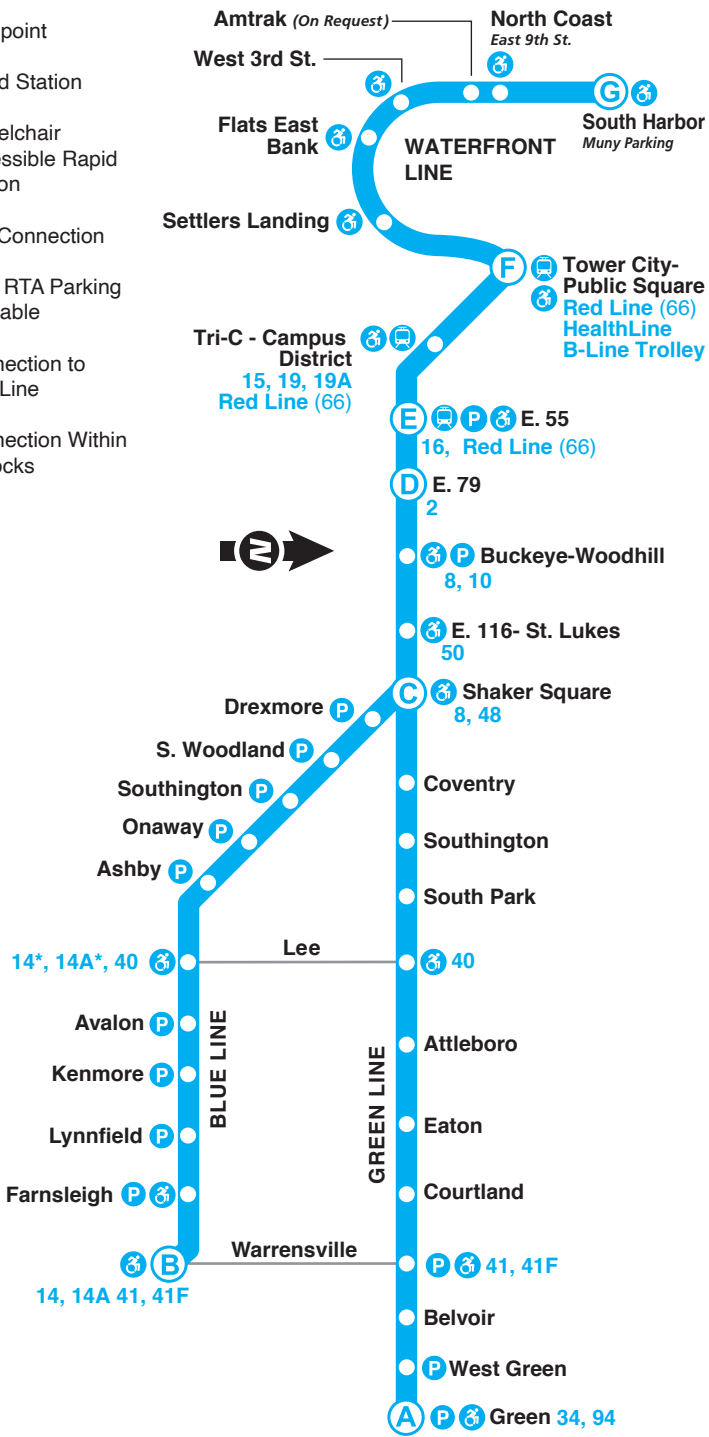 point
d Station
elchair
essible Rapid
on
Connection
RTA Parking
able
nection to
Line
nection Within
ocks
Amtrak (On Request)
North Coast
East 9th St.
West 3rd St.
G
South Harbor
Muny Parking
Flats East
Bank
WATERFRONT
LINE
Settlers Landing
F
Tower City-
Public Square
Red Line (66)
HealthLine
B-Line Trolley
Tri-C - Campus
District
15, 19, 19A
Red Line (66)
E P E. 55
16, Red Line (66)
D E. 79
2
N
P Buckeye-Woodhill
8, 10
E. 116- St. Lukes
50
C Shaker Square
8, 48
Drexmore P
S. Woodland P
Southington P
Onaway P
Ashby P
Coventry
Southington
South Park
14*, 14A*, 40
Lee
40
Avalon P
Kenmore P
Lynnfield P
Farnsleigh P
BLUE LINE
GREEN LINE
Attleboro
Eaton
Courtland
B
14, 14A 41, 41F
Warrensville
P 41, 41F
Belvoir
P West Green
A P Green 34, 94